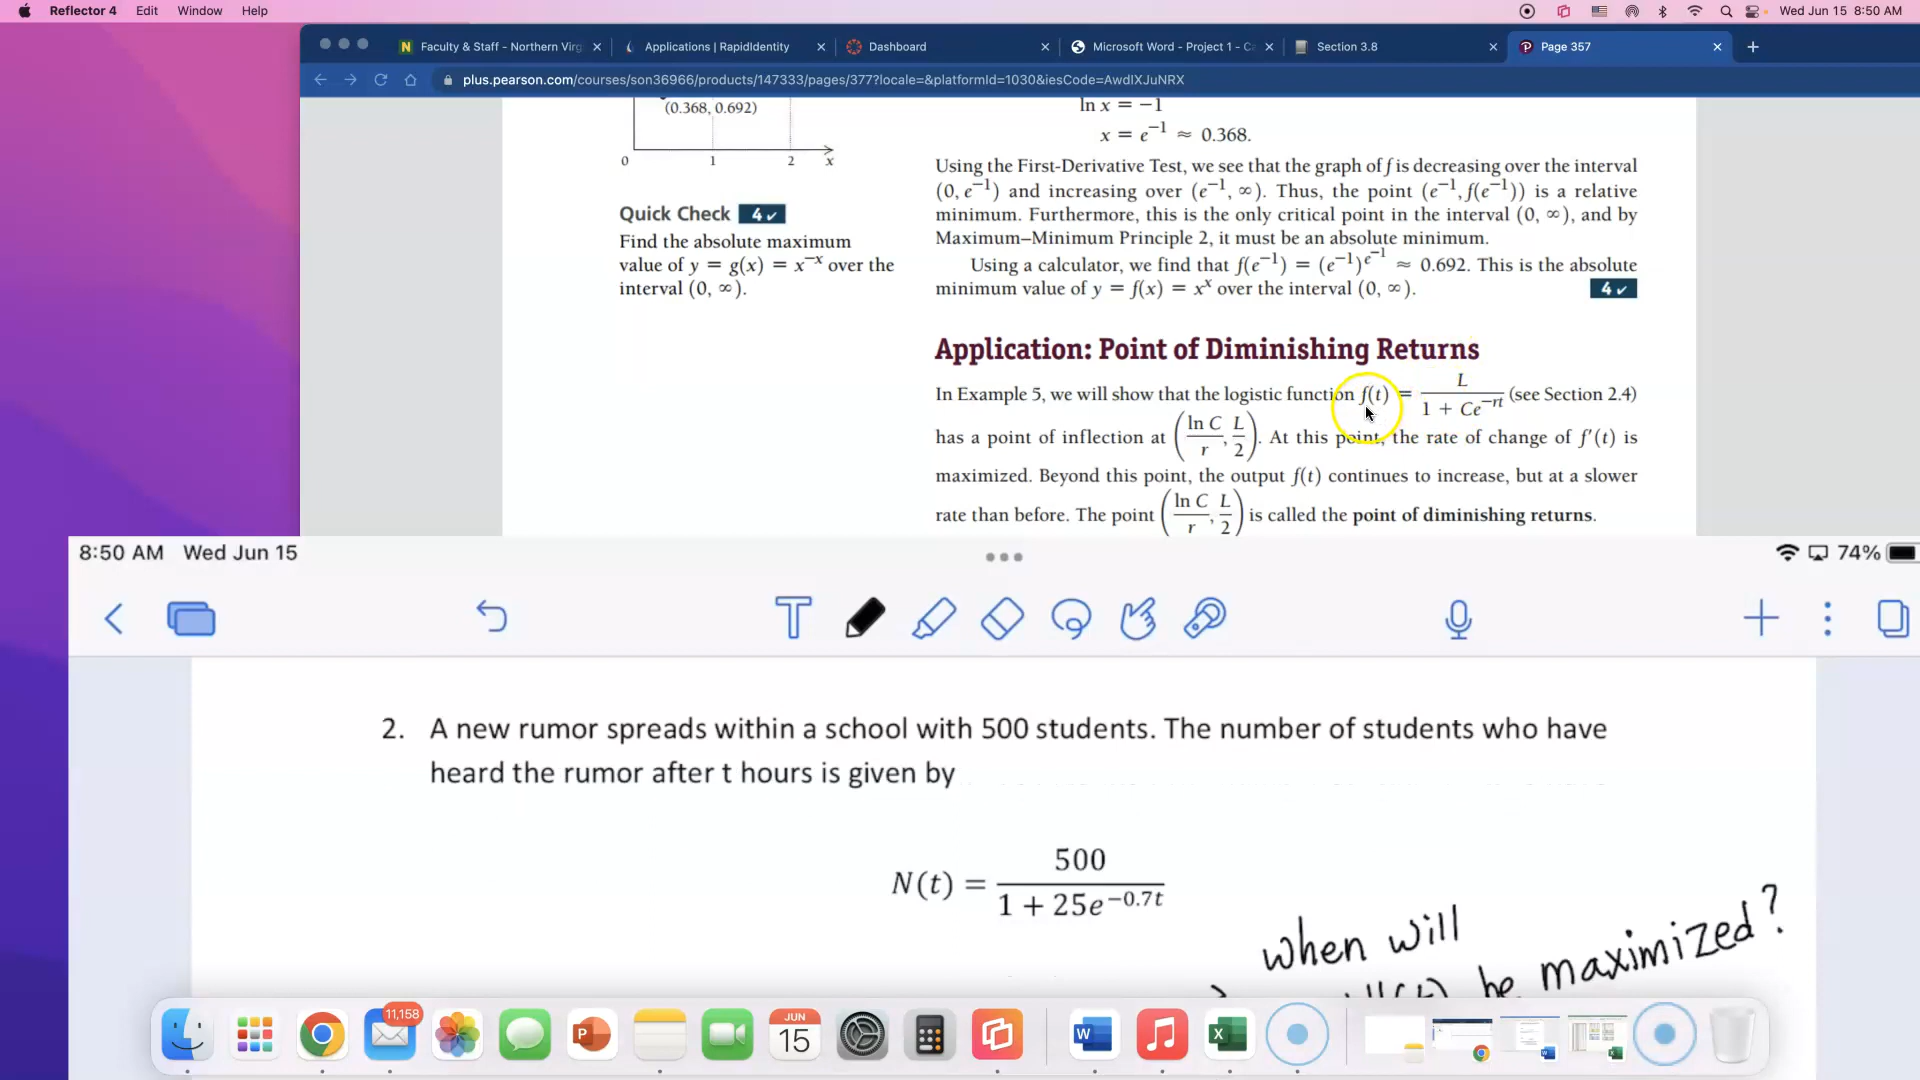 Reflector 4 Edit Window Help Wed Jun 15 8:50 AM
Faculty & Staff - Northern Virg Applications | RapidIdentity Dashboard Microsoft Word - Project 1 - Ca Section 3.8 Page 357
plus.pearson.com/courses/son36966/products/147333/pages/377?locale=&platformId=1030&iesCode=AwdIXJuNRX
(0.368, 0.692)
0 1 2 x
Quick Check 4✓
Find the absolute maximum
value of y = g(x) = x^{-x} over the
interval (0, ∞).
ln x = −1
x = e^{-1} ≈ 0.368.
Using the First-Derivative Test, we see that the graph of f is decreasing over the interval
(0, e^{-1}) and increasing over (e^{-1}, ∞). Thus, the point (e^{-1}, f(e^{-1})) is a relative
minimum. Furthermore, this is the only critical point in the interval (0, ∞), and by
Maximum–Minimum Principle 2, it must be an absolute minimum.
Using a calculator, we find that f(e^{-1}) = (e^{-1})^{e^{-1}} ≈ 0.692. This is the absolute
minimum value of y = f(x) = x^x over the interval (0, ∞). 4✓
Application: Point of Diminishing Returns
In Example 5, we will show that the logistic function f(t) = L / (1 + Ce^{-rt}) (see Section 2.4)
has a point of inflection at (ln C / r, L / 2). At this point, the rate of change of f′(t) is
maximized. Beyond this point, the output f(t) continues to increase, but at a slower
rate than before. The point (ln C / r, L / 2) is called the point of diminishing returns.
8:50 AM Wed Jun 15 74%
T
2. A new rumor spreads within a school with 500 students. The number of students who have
heard the rumor after t hours is given by
N(t) = 500 / (1 + 25e^{-0.7t})
when will
be maximized?
11,158
P
JUN
15
W
X